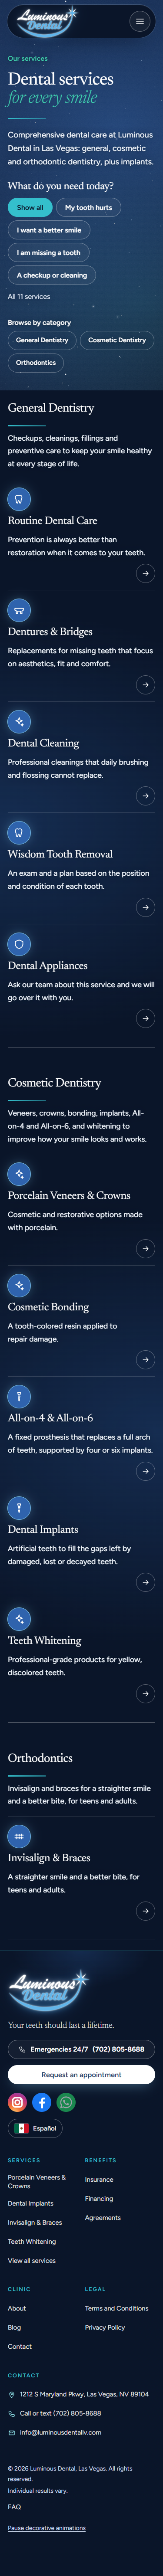 Luminous
Dental
Our services
Dental services
for every smile
Comprehensive dental care at Luminous
Dental in Las Vegas: general, cosmetic
and orthodontic dentistry, plus implants.
What do you need today?
Show all
My tooth hurts
I want a better smile
I am missing a tooth
A checkup or cleaning
All 11 services
Browse by category
General Dentistry
Cosmetic Dentistry
Orthodontics
General Dentistry
Checkups, cleanings, fillings and
preventive care to keep your smile healthy
at every stage of life.
Routine Dental Care
Prevention is always better than
restoration when it comes to your teeth.
Dentures & Bridges
Replacements for missing teeth that focus
on aesthetics, fit and comfort.
Dental Cleaning
Professional cleanings that daily brushing
and flossing cannot replace.
Wisdom Tooth Removal
An exam and a plan based on the position
and condition of each tooth.
Dental Appliances
Ask our team about this service and we will
go over it with you.
Cosmetic Dentistry
Veneers, crowns, bonding, implants, All-
on-4 and All-on-6, and whitening to
improve how your smile looks and works.
Porcelain Veneers & Crowns
Cosmetic and restorative options made
with porcelain.
Cosmetic Bonding
A tooth-colored resin applied to
repair damage.
All-on-4 & All-on-6
A fixed prosthesis that replaces a full arch
of teeth, supported by four or six implants.
Dental Implants
Artificial teeth to fill the gaps left by
damaged, lost or decayed teeth.
Teeth Whitening
Professional-grade products for yellow,
discolored teeth.
Orthodontics
Invisalign and braces for a straighter smile
and a better bite, for teens and adults.
Invisalign & Braces
A straighter smile and a better bite, for
teens and adults.
Luminous
Dental
Your teeth should last a lifetime.
Emergencies 24/7 (702) 805-8688
Request an appointment
Español
SERVICES
Porcelain Veneers &
Crowns
Dental Implants
Invisalign & Braces
Teeth Whitening
View all services
BENEFITS
Insurance
Financing
Agreements
CLINIC
About
Blog
Contact
LEGAL
Terms and Conditions
Privacy Policy
CONTACT
1212 S Maryland Pkwy, Las Vegas, NV 89104
Call or text (702) 805-8688
info@luminousdentallv.com
© 2026 Luminous Dental, Las Vegas. All rights
reserved.
Individual results vary.
FAQ
Pause decorative animations